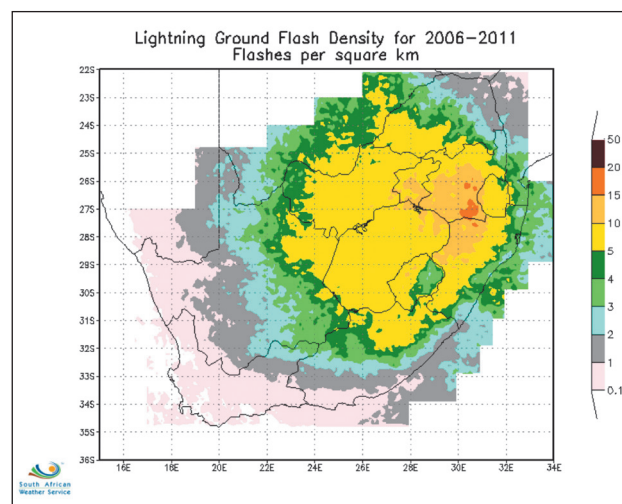 Lightning Ground Flash Density for 2006–2011
Flashes per square km
22S
23S
24S
25S
26S
27S
28S
29S
30S
31S
32S
33S
34S
35S
36S
16E 18E 20E 22E 24E 26E 28E 30E 32E 34E
50
20
15
10
5
4
3
2
1
0.1
South African
Weather Service